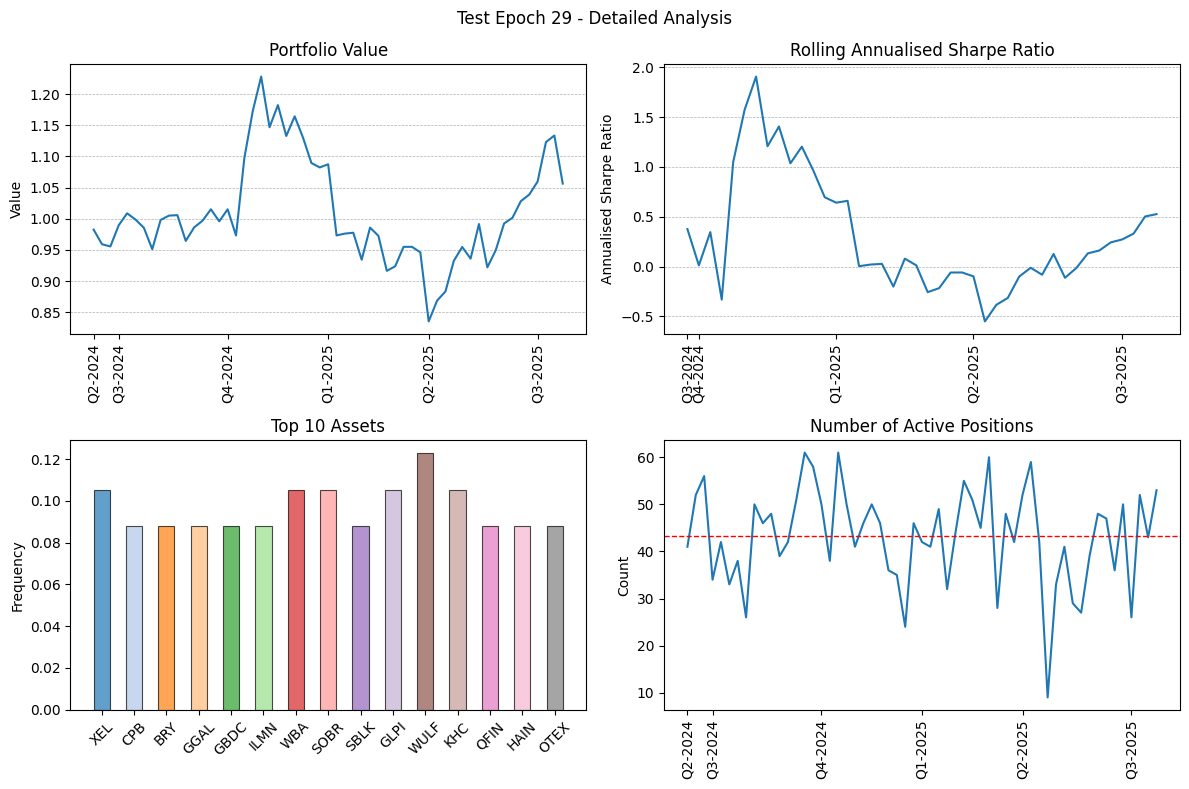 Test Epoch 29 - Detailed Analysis
Portfolio Value
Value
1.20
1.15
1.10
1.05
1.00
0.95
0.90
0.85
Q2-2024
Q3-2024
Q4-2024
Q1-2025
Q2-2025
Q3-2025
Rolling Annualised Sharpe Ratio
Annualised Sharpe Ratio
2.0
1.5
1.0
0.5
0.0
−0.5
Q3-2024
Q4-2024
Q1-2025
Q2-2025
Q3-2025
Top 10 Assets
Frequency
0.12
0.10
0.08
0.06
0.04
0.02
0.00
XEL
CPB
BRY
GGAL
GBDC
ILMN
WBA
SOBR
SBLK
GLPI
WULF
KHC
QFIN
HAIN
OTEX
Number of Active Positions
Count
60
50
40
30
20
10
Q2-2024
Q3-2024
Q4-2024
Q1-2025
Q2-2025
Q3-2025